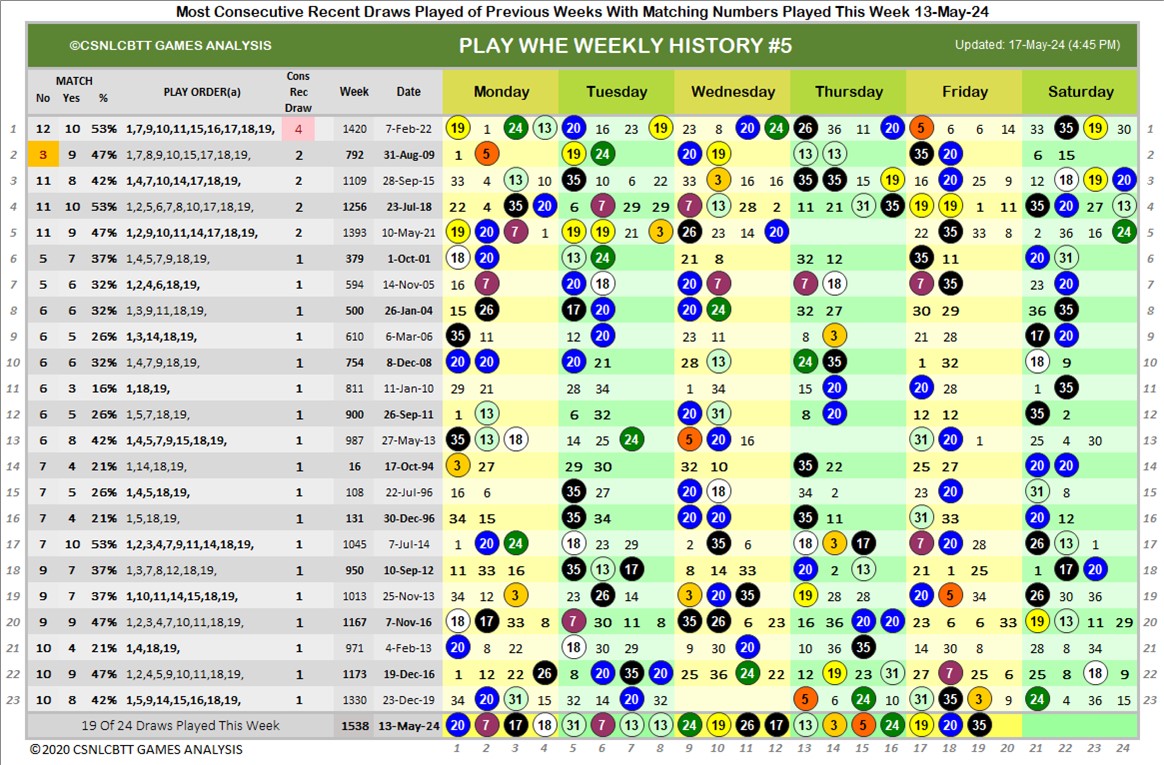 Most Consecutive Recent Draws Played of Previous Weeks With Matching Numbers Played This Week 13-May-24
©CSNLCBTT GAMES ANALYSIS PLAY WHE WEEKLY HISTORY #5 Updated: 17-May-24 (4:45 PM)
MATCH Cons
No Yes % PLAY ORDER(a) Rec Week Date Monday Tuesday Wednesday Thursday Friday Saturday
Draw
1 12 10 53% 1,7,9,10,11,15,16,17,18,19, 4 1420 7-Feb-22 19 1 24 13 20 16 23 19 23 8 20 24 26 36 11 20 5 6 6 14 33 35 19 30 1
2 3 9 47% 1,7,8,9,10,15,17,18,19, 2 792 31-Aug-09 1 5 19 24 20 19 13 35 20 6 15 2
3 11 8 42% 1,4,7,10,14,17,18,19, 2 1109 28-Sep-15 33 4 13 10 35 10 6 22 33 3 16 16 35 35 15 19 16 20 25 9 12 18 19 20 3
4 11 10 53% 1,2,5,6,7,8,10,17,18,19, 2 1256 23-Jul-18 22 4 35 20 6 7 29 29 7 13 28 2 11 21 31 35 19 19 1 11 35 20 27 13 4
5 11 9 47% 1,2,9,10,11,14,17,18,19, 2 1393 10-May-21 19 20 7 1 19 19 21 3 26 23 14 20 22 35 33 8 2 36 16 24 5
6 5 7 37% 1,4,5,7,9,18,19, 1 379 1-Oct-01 18 20 13 24 21 8 32 12 35 11 20 31 6
7 5 6 32% 1,2,4,6,18,19, 1 594 14-Nov-05 16 7 20 18 20 7 7 18 7 35 23 20 7
8 6 6 32% 1,3,9,11,18,19, 1 500 26-Jan-04 15 26 17 20 20 24 32 27 30 29 36 35 8
9 6 5 26% 1,3,14,18,19, 1 610 6-Mar-06 35 11 12 20 23 11 8 3 21 28 17 20 9
10 6 6 32% 1,4,7,9,18,19, 1 754 8-Dec-08 20 20 20 21 28 13 24 35 1 32 18 9 10
11 6 3 16% 1,18,19, 1 811 11-Jan-10 29 21 28 34 1 34 15 20 20 28 1 35 11
12 6 5 26% 1,5,7,18,19, 1 900 26-Sep-11 1 13 6 32 20 31 8 20 12 12 35 2 12
13 6 8 42% 1,4,5,7,9,15,18,19, 1 987 27-May-13 35 13 18 14 25 24 5 20 16 31 20 1 25 4 30 13
14 7 4 21% 1,14,18,19, 1 16 17-Oct-94 3 27 29 30 32 10 35 22 25 27 20 20 14
15 7 5 26% 1,4,5,18,19, 1 108 22-Jul-96 16 6 35 27 20 18 34 2 23 20 31 8 15
16 7 4 21% 1,5,18,19, 1 131 30-Dec-96 34 15 35 34 20 20 35 11 31 33 20 12 16
17 7 10 53% 1,2,3,4,7,9,11,14,18,19, 1 1045 7-Jul-14 1 20 24 18 23 29 2 35 6 18 3 17 7 20 28 26 13 1 17
18 9 7 37% 1,3,7,8,12,18,19, 1 950 10-Sep-12 11 33 16 35 13 17 8 14 33 20 2 13 21 1 25 1 17 20 18
19 9 7 37% 1,10,11,14,15,18,19, 1 1013 25-Nov-13 34 12 3 23 26 14 3 20 35 19 28 28 20 5 34 26 30 36 19
20 9 9 47% 1,2,3,4,7,10,11,18,19, 1 1167 7-Nov-16 18 17 33 8 7 30 11 8 35 26 6 23 16 36 20 20 23 6 6 33 19 13 11 29 20
21 10 4 21% 1,4,18,19, 1 971 4-Feb-13 20 8 22 18 30 29 9 30 20 10 36 35 14 30 8 28 8 34 21
22 10 9 47% 1,2,4,5,9,10,11,18,19, 1 1173 19-Dec-16 1 12 22 26 8 20 35 20 25 36 24 22 12 19 23 31 27 7 25 6 25 8 18 9 22
23 10 8 42% 1,5,9,14,15,16,18,19, 1 1330 23-Dec-19 34 20 31 15 32 14 20 32 5 6 24 10 31 35 3 9 24 4 36 15 23
19 Of 24 Draws Played This Week 1538 13-May-24 20 7 17 18 31 7 13 13 24 19 26 17 13 3 5 24 19 20 35
© 2020 CSNLCBTT GAMES ANALYSIS 1 2 3 4 5 6 7 8 9 10 11 12 13 14 15 16 17 18 19 20 21 22 23 24